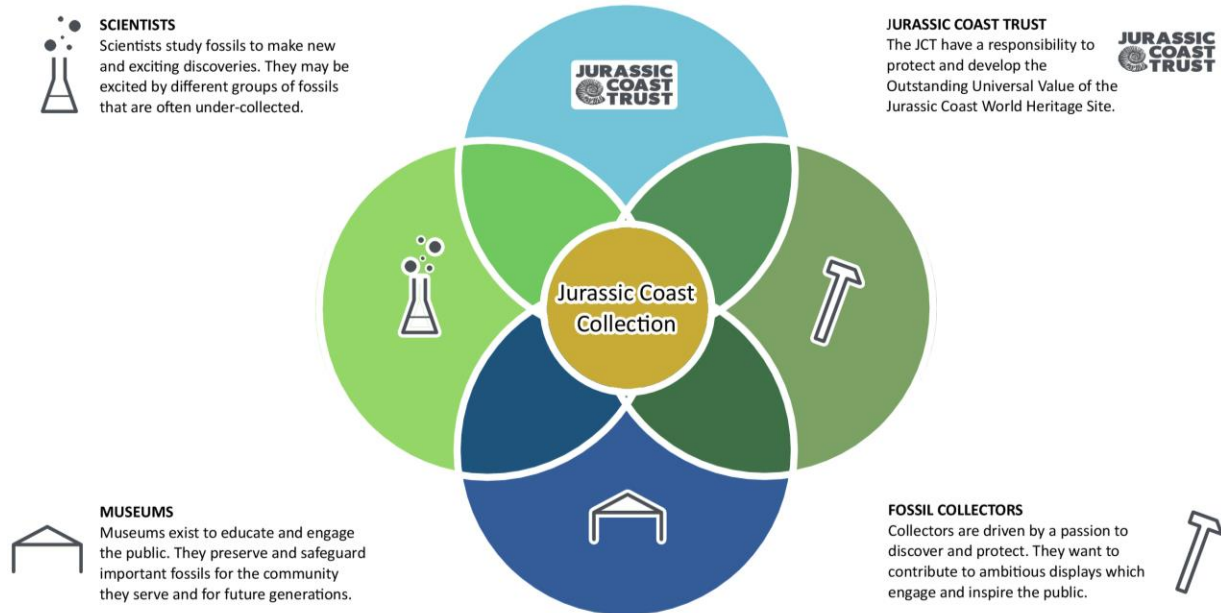 SCIENTISTS
Scientists study fossils to make new
and exciting discoveries. They may be
excited by different groups of fossils
that are often under-collected.
JURASSIC
COAST
TRUST
JURASSIC COAST TRUST
The JCT have a responsibility to
protect and develop the
Outstanding Universal Value of the
Jurassic Coast World Heritage Site.
JURASSIC
COAST
TRUST
Jurassic Coast
Collection
MUSEUMS
Museums exist to educate and engage
the public. They preserve and safeguard
important fossils for the community
they serve and for future generations.
FOSSIL COLLECTORS
Collectors are driven by a passion to
discover and protect. They want to
contribute to ambitious displays which
engage and inspire the public.